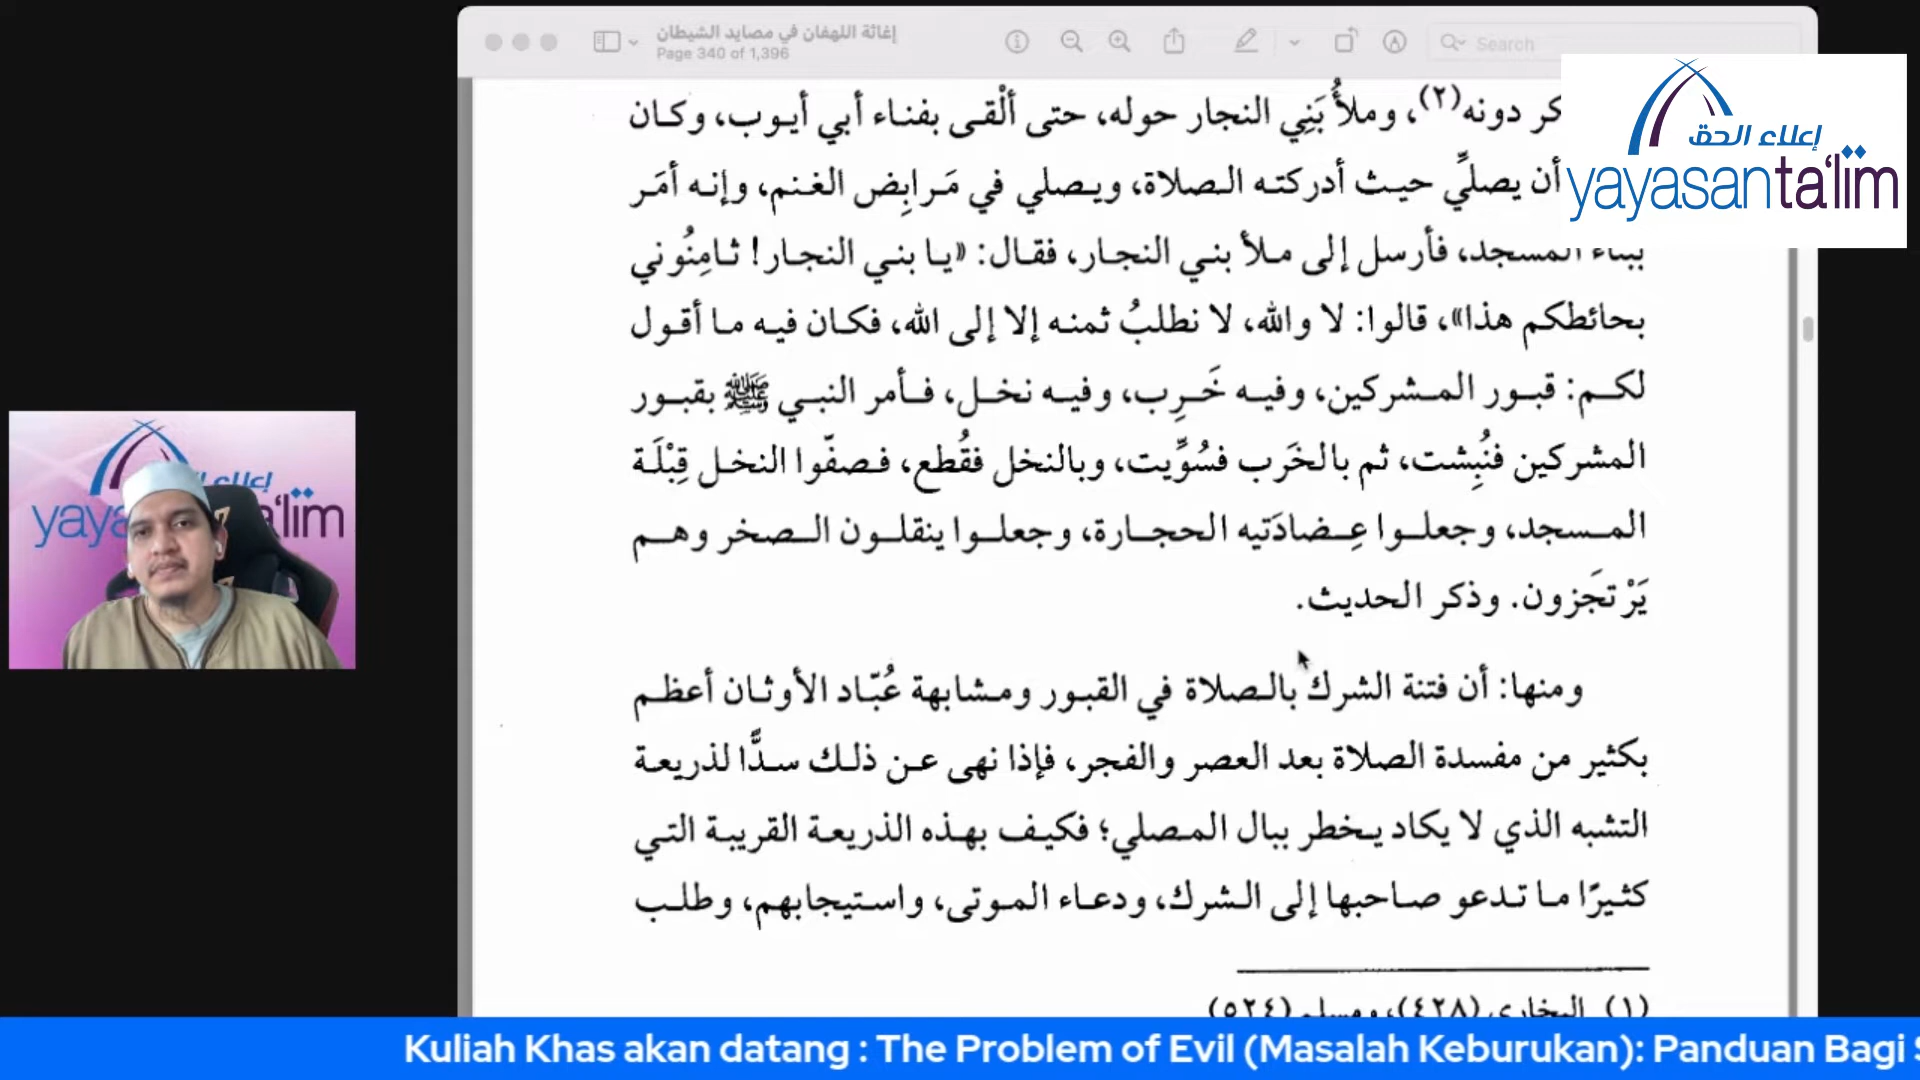 إغاثة اللهفان في مصايد الشيطان
Page 340 of 1,396
Search
إعلاء الحق
yayasanta'lim
كر دونه(٢)، وملأُ بَنِي النجار حوله، حتى ألْقى بفناء أبي أيوب، وكان
أن يصلِّي حيث أدركته الصلاة، ويصلي في مَرابِض الغنم، وإنه أمَر
ببناء المسجد، فأرسل إلى ملأ بني النجار، فقال: «يا بني النجار! ثامِنُوني
بحائطكم هذا»، قالوا: لا والله، لا نطلبُ ثمنه إلا إلى الله، فكان فيه ما أقول
لكم: قبور المشركين، وفيه خَرِب، وفيه نخل، فأمر النبي ﷺ بقبور
المشركين فنُبِشت، ثم بالخَرَب فسُوِّيت، وبالنخل فقُطع، فصفّوا النخل قِبْلَة
المسجد، وجعلوا عِضادَتيه الحجارة، وجعلوا ينقلون الصخر وهم
يَرْتجَزون. وذكر الحديث.
ومنها: أن فتنة الشرك بالصلاة في القبور ومشابهة عُبّاد الأوثان أعظم
بكثير من مفسدة الصلاة بعد العصر والفجر، فإذا نهى عن ذلك سدًّا لذريعة
التشبه الذي لا يكاد يخطر ببال المصلي؛ فكيف بهذه الذريعة القريبة التي
كثيرًا ما تدعو صاحبها إلى الشرك، ودعاء الموتى، واستيجابهم، وطلب
(١) البخاري (٤٢٨)، ومسلم (٥٢٤)
Kuliah Khas akan datang : The Problem of Evil (Masalah Keburukan): Panduan Bagi